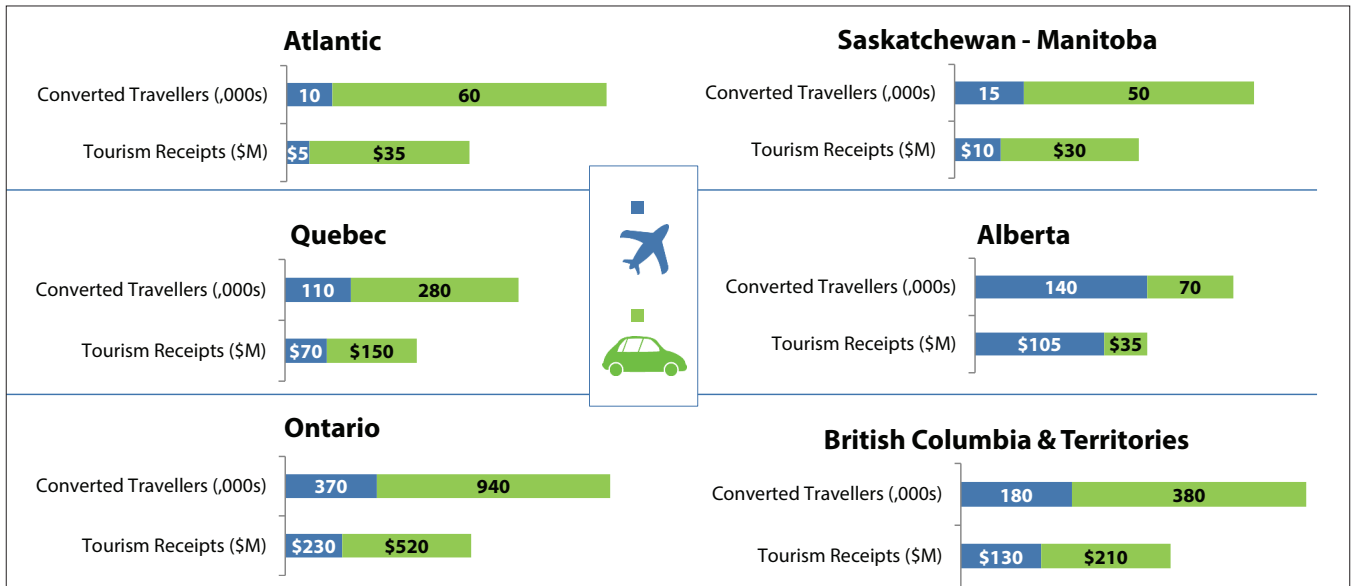 Atlantic
Converted Travellers (,000s) 10 60
Tourism Receipts ($M) $5 $35
Saskatchewan - Manitoba
Converted Travellers (,000s) 15 50
Tourism Receipts ($M) $10 $30
Quebec
Converted Travellers (,000s) 110 280
Tourism Receipts ($M) $70 $150
Alberta
Converted Travellers (,000s) 140 70
Tourism Receipts ($M) $105 $35
Ontario
Converted Travellers (,000s) 370 940
Tourism Receipts ($M) $230 $520
British Columbia & Territories
Converted Travellers (,000s) 180 380
Tourism Receipts ($M) $130 $210